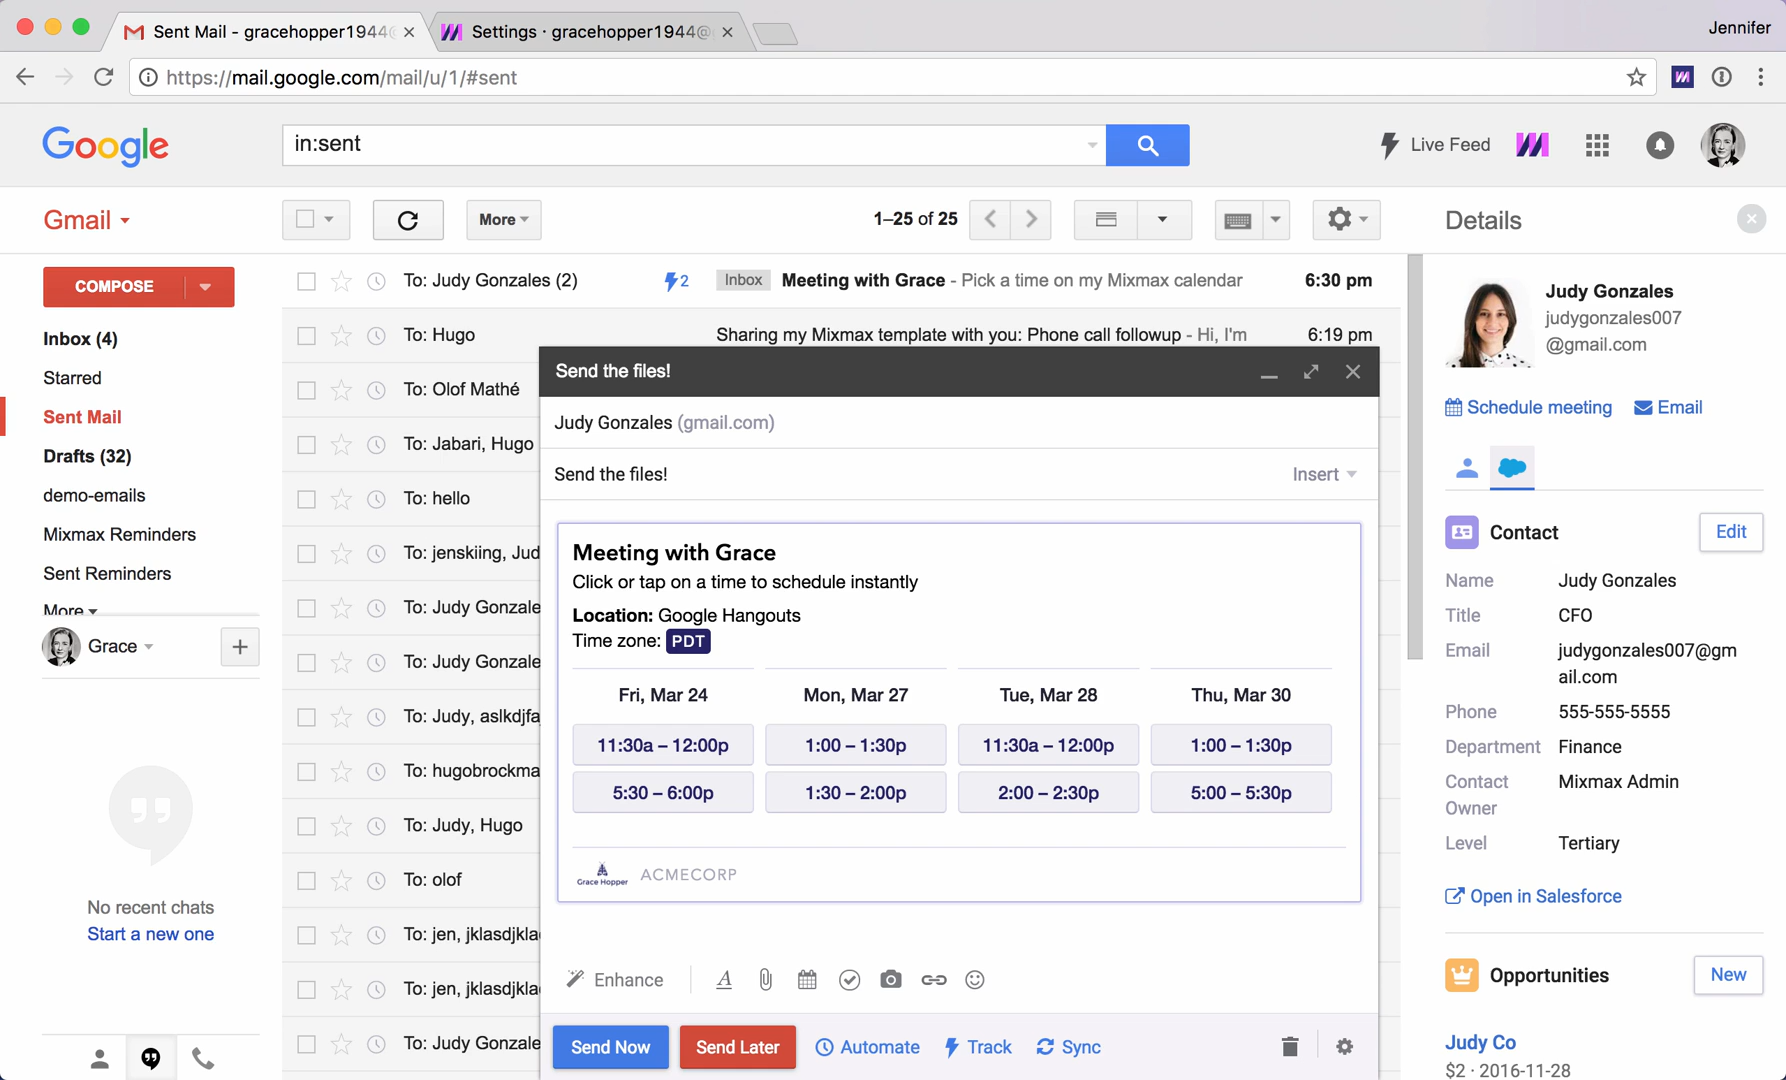 Sent Mail - gracehopper1944@
Settings · gracehopper1944@
Jennifer
https://mail.google.com/mail/u/1/#sent
Google
in:sent
Live Feed
Gmail
More
1–25 of 25
Details
COMPOSE
Inbox (4)
Starred
Sent Mail
Drafts (32)
demo-emails
Mixmax Reminders
Sent Reminders
More
Grace
No recent chats
Start a new one
To: Judy Gonzales (2)
2
Inbox
Meeting with Grace - Pick a time on my Mixmax calendar
6:30 pm
To: Hugo
Sharing my Mixmax template with you: Phone call followup - Hi, I'm
6:19 pm
To: Olof Mathé
To: Jabari, Hugo
To: hello
To: jenskiing, Jud
To: Judy Gonzale
To: Judy Gonzale
To: Judy, aslkdjfa
To: hugobrockma
To: Judy, Hugo
To: olof
To: jen, jklasdjkla
To: jen, jklasdjkla
To: Judy Gonzale
Send the files!
Judy Gonzales (gmail.com)
Send the files!
Insert
Meeting with Grace
Click or tap on a time to schedule instantly
Location: Google Hangouts
Time zone: PDT
Fri, Mar 24
Mon, Mar 27
Tue, Mar 28
Thu, Mar 30
11:30a – 12:00p
1:00 – 1:30p
11:30a – 12:00p
1:00 – 1:30p
5:30 – 6:00p
1:30 – 2:00p
2:00 – 2:30p
5:00 – 5:30p
Grace Hopper
ACMECORP
Enhance
Send Now
Send Later
Automate
Track
Sync
Judy Gonzales
judygonzales007
@gmail.com
Schedule meeting
Email
Contact
Edit
Name Judy Gonzales
Title CFO
Email judygonzales007@gm
ail.com
Phone 555-555-5555
Department Finance
Contact Mixmax Admin
Owner
Level Tertiary
Open in Salesforce
Opportunities
New
Judy Co
$2 · 2016-11-28